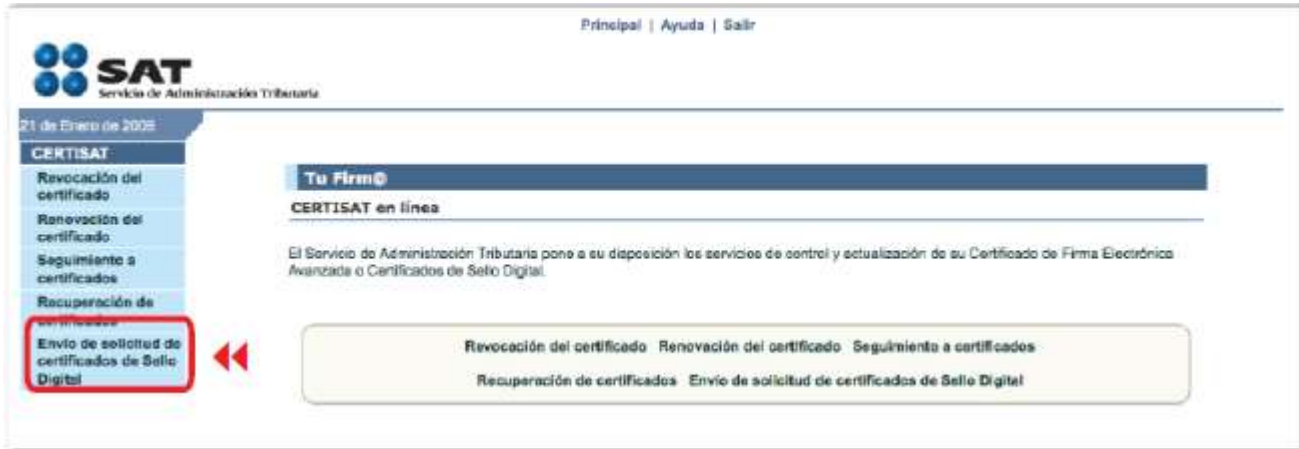 Principal | Ayuda | Salir
SAT
Servicio de Administración Tributaria
21 de Enero de
CERTISAT
Revocación del
certificado
Renovación del
certificado
Seguimiento a
certificados
Recuperación de
certificados
Envío de solicitud de
certificados de Sello
Digital
Tu Firm@
CERTISAT en línea
El Servicio de Administración Tributaria pone a su disposición los servicios de control y actualización de su Certificado de Firma Electrónica
Avanzada o Certificados de Sello Digital.
Revocación del certificado Renovación del certificado Seguimiento a certificados
Recuperación de certificados Envío de solicitud de certificados de Sello Digital